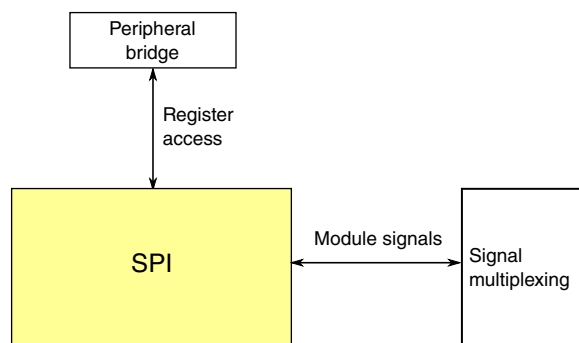 Peripheral
bridge
Register
access
SPI
Module signals
Signal
multiplexing